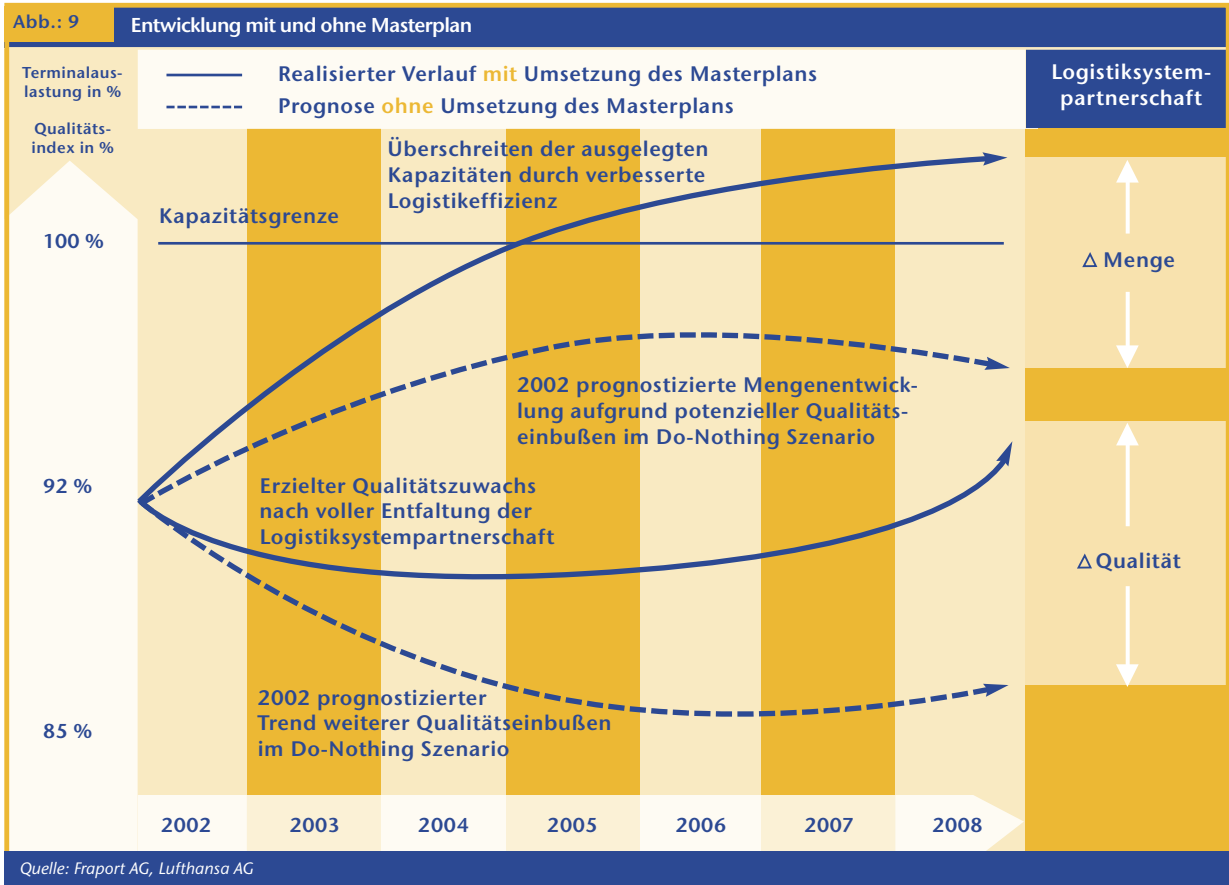 Abb.: 9
Entwicklung mit und ohne Masterplan
Terminalaus-
lastung in %
Qualitäts-
index in %
Realisierter Verlauf mit Umsetzung des Masterplans
Prognose ohne Umsetzung des Masterplans
Logistiksystem-
partnerschaft
Überschreiten der ausgelegten
Kapazitäten durch verbesserte
Logistikeffizienz
Kapazitätsgrenze
100 %
Δ Menge
2002 prognostizierte Mengenentwick-
lung aufgrund potenzieller Qualitäts-
einbußen im Do-Nothing Szenario
92 %
Erzielter Qualitätszuwachs
nach voller Entfaltung der
Logistiksystempartnerschaft
Δ Qualität
2002 prognostizierter
Trend weiterer Qualitätseinbußen
im Do-Nothing Szenario
85 %
2002 2003 2004 2005 2006 2007 2008
Quelle: Fraport AG, Lufthansa AG